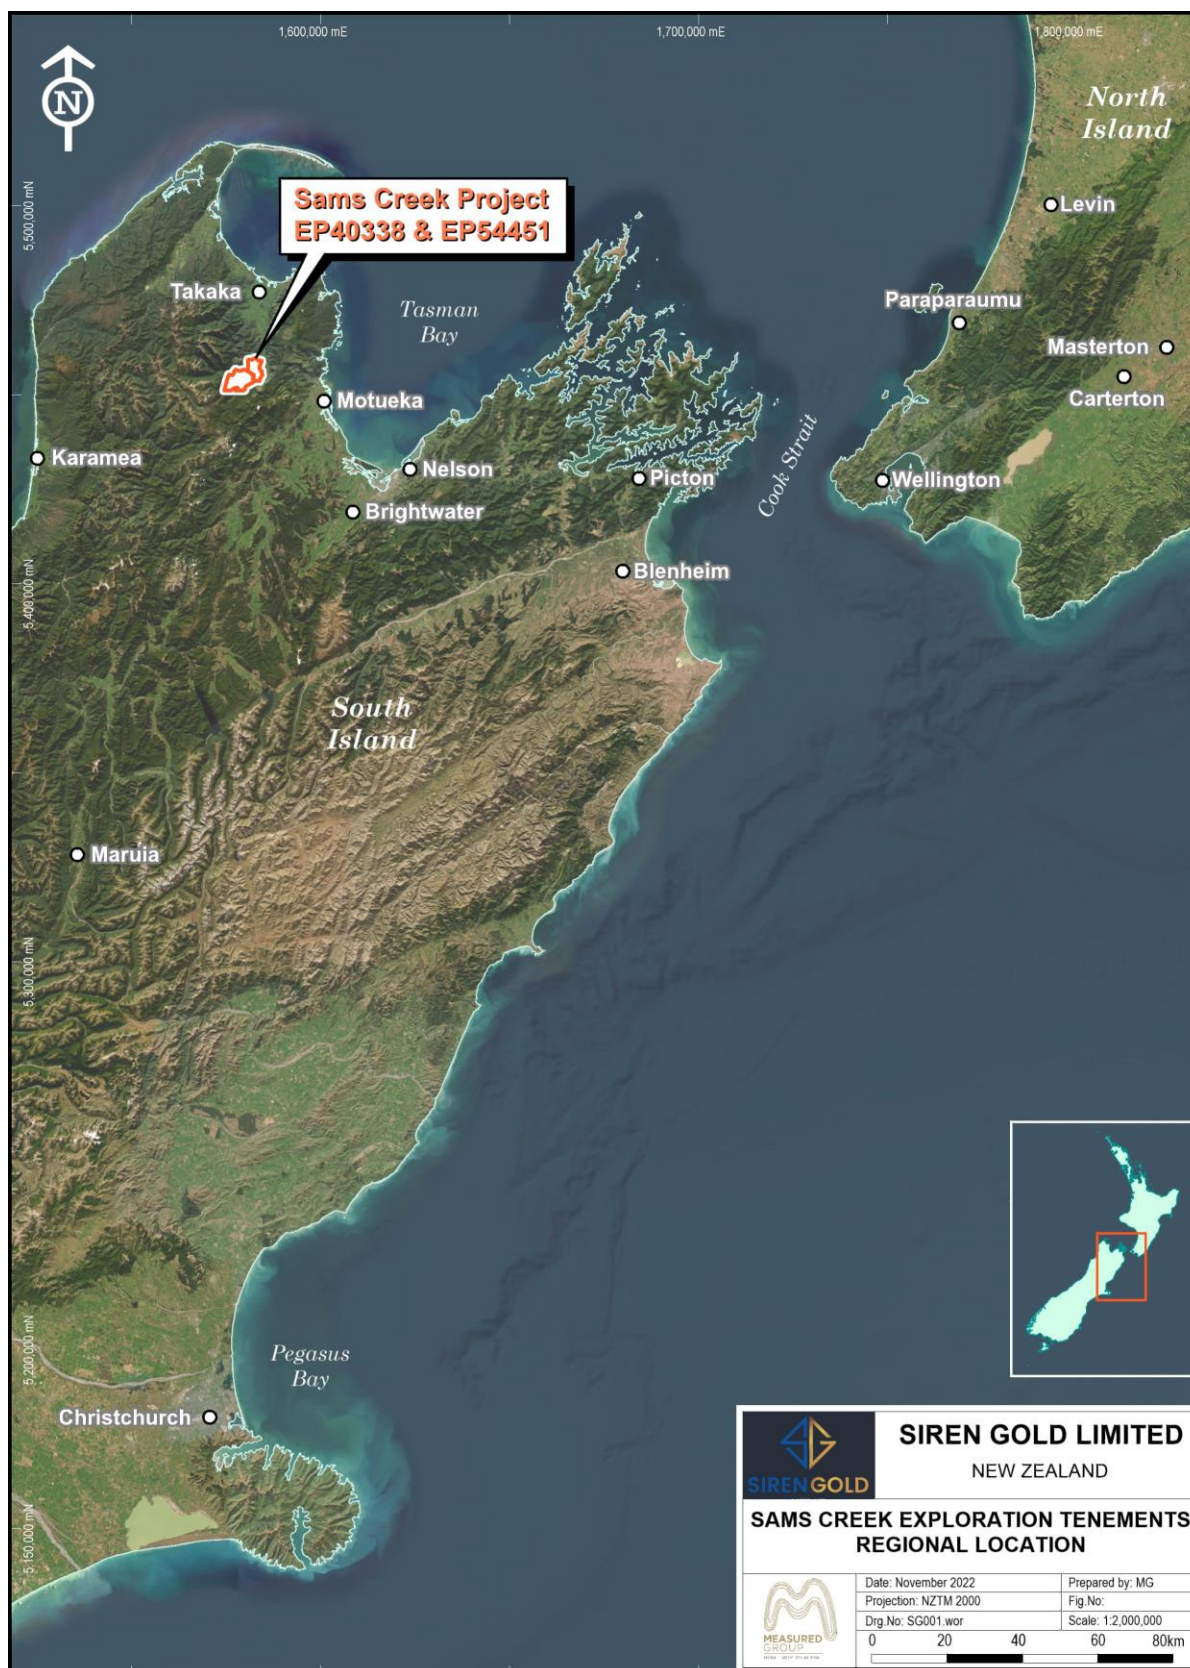 1,600,000 mE
1,700,000 mE
1,800,000 mE
N
North
Island
5,500,000 mN
Sams Creek Project
EP40338 & EP54451
Levin
Takaka
Tasman
Bay
Paraparaumu
Masterton
Carterton
Motueka
Karamea
Nelson
Picton
Cook Strait
Wellington
Brightwater
Blenheim
5,400,000 mN
South
Island
Maruia
5,300,000 mN
5,200,000 mN
Pegasus
Bay
Christchurch
5,150,000 mN
SIREN GOLD
SIREN GOLD LIMITED
NEW ZEALAND
SAMS CREEK EXPLORATION TENEMENTS
REGIONAL LOCATION
MEASURED
GROUP
Date: November 2022
Prepared by: MG
Projection: NZTM 2000
Fig.No:
Drg.No: SG001.wor
Scale: 1:2,000,000
0 20 40 60 80km